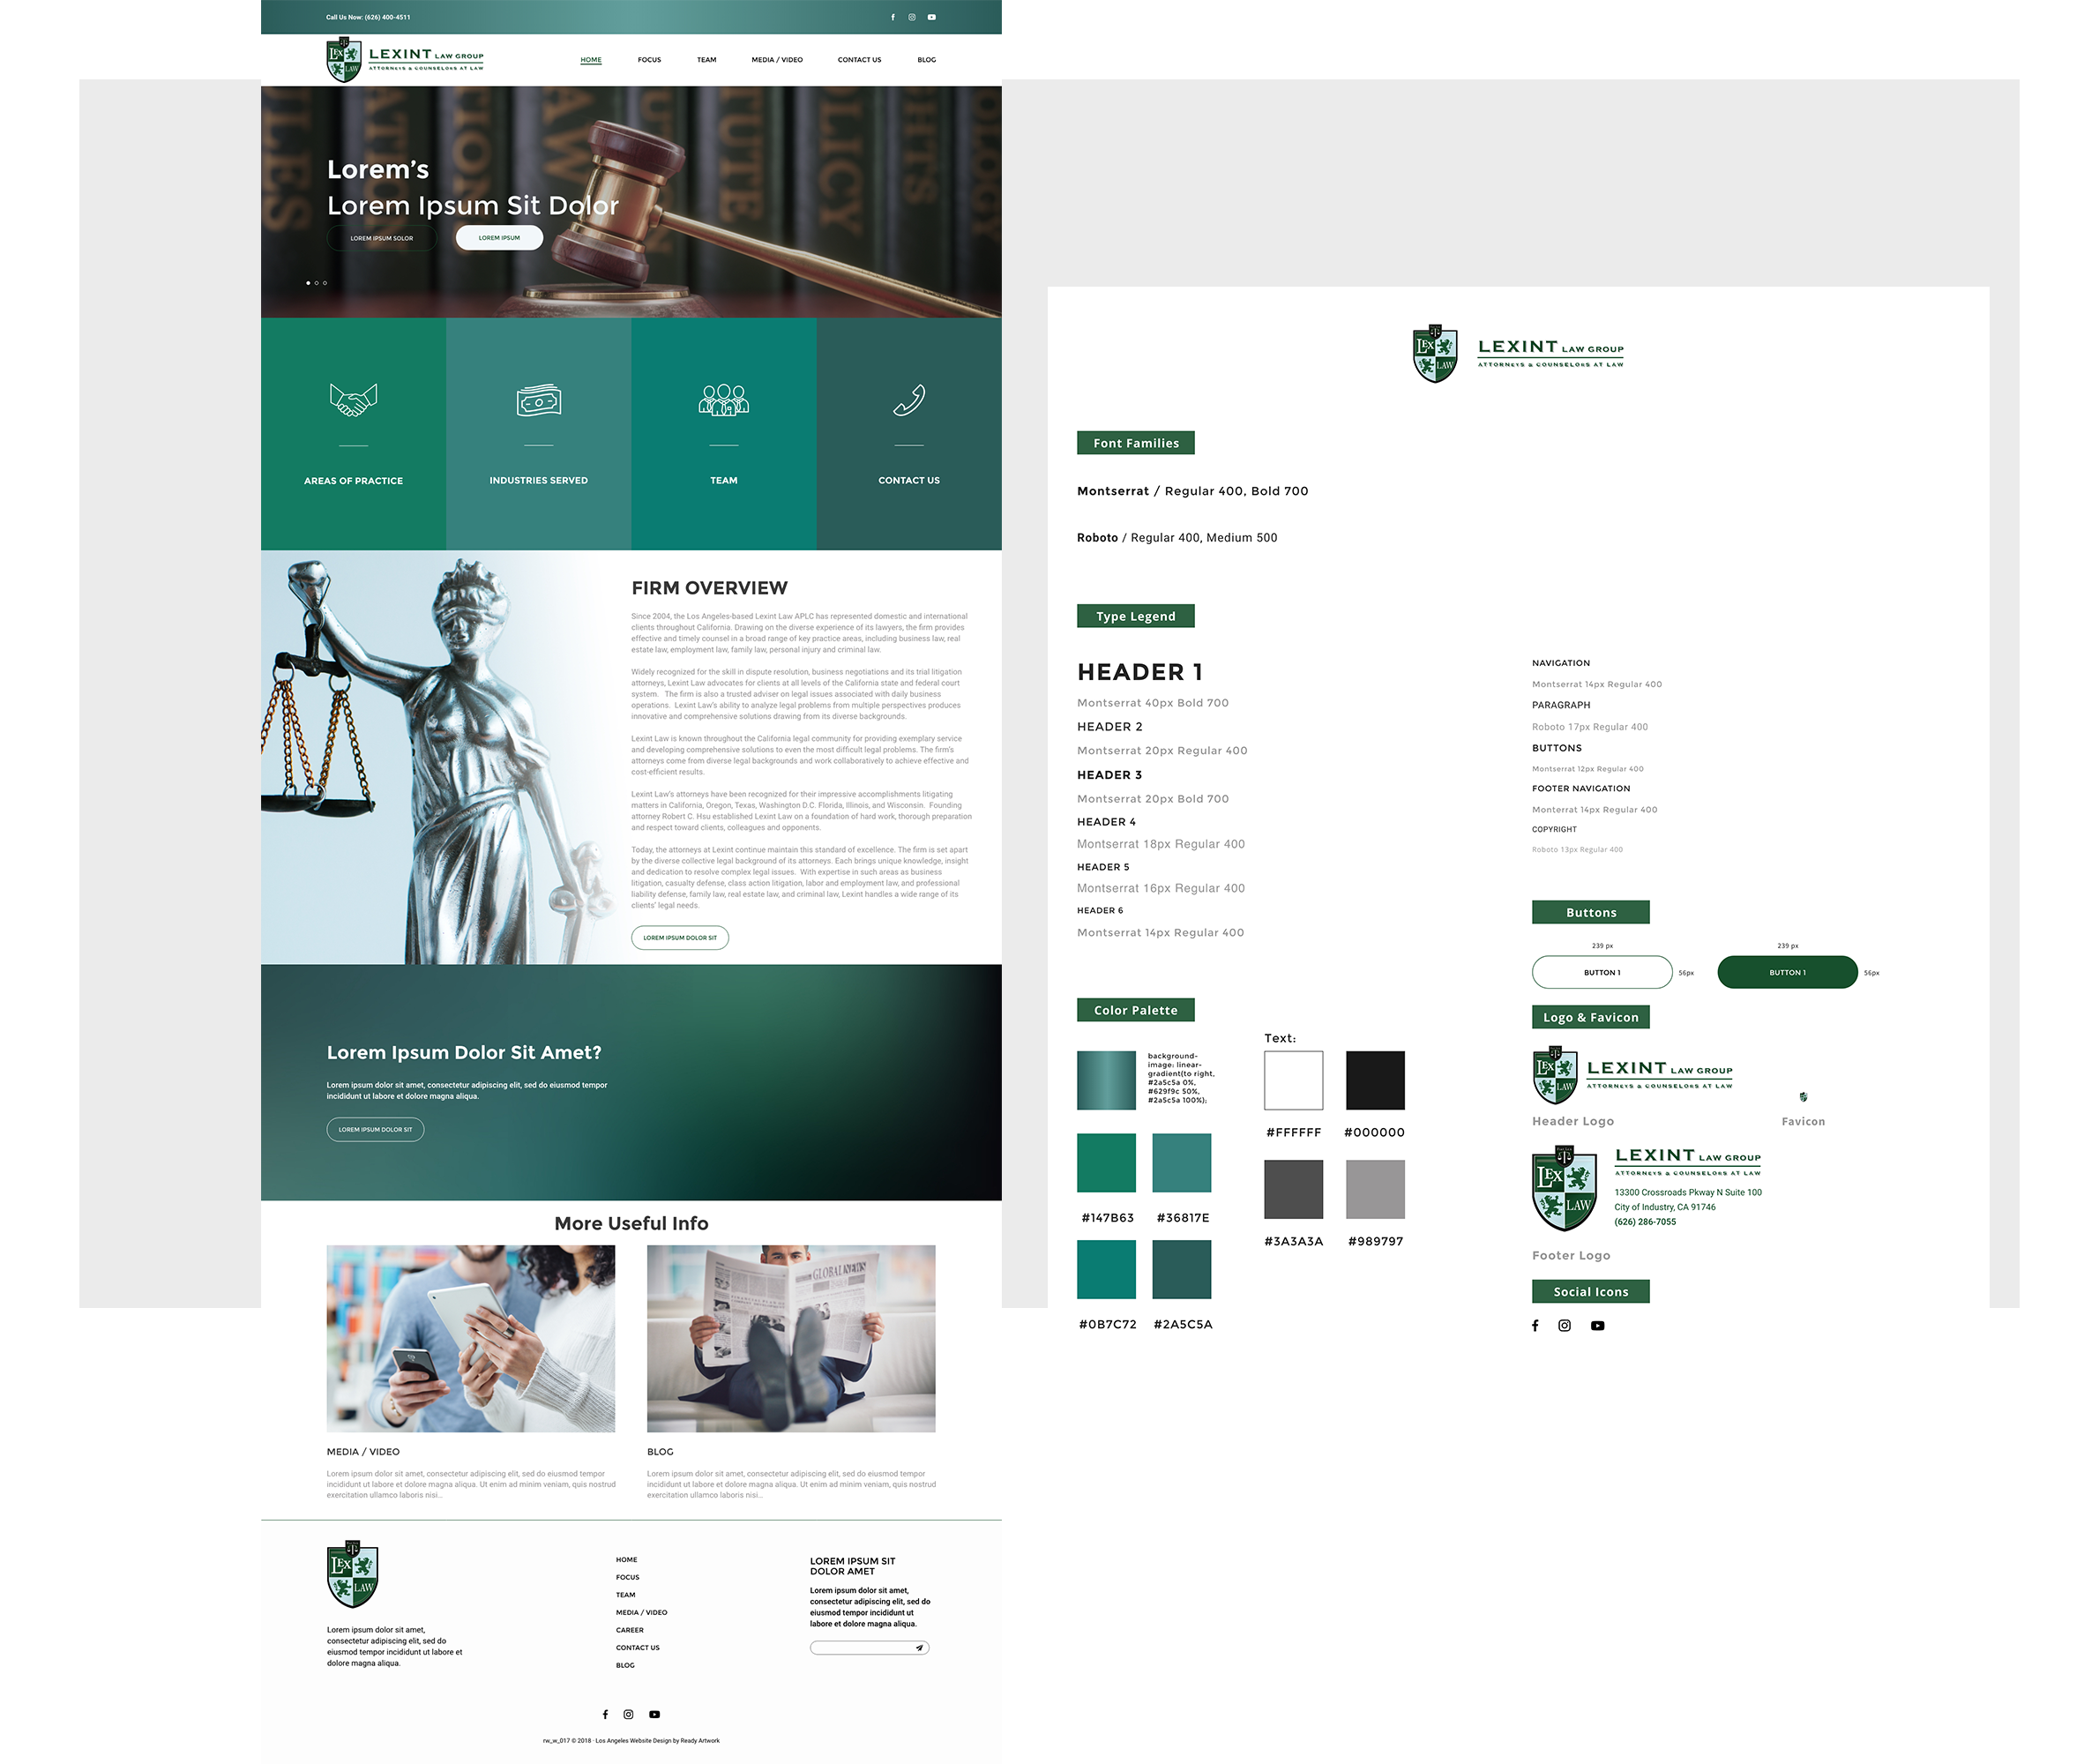 Call Us Now: (626) 400-4511
LEX
LAW
LEXINT LAW GROUP
ATTORNEYS & COUNSELORS AT LAW
HOME FOCUS TEAM MEDIA / VIDEO CONTACT US BLOG
Lorem’s
Lorem Ipsum Sit Dolor
LOREM IPSUM SOLOR LOREM IPSUM
AREAS OF PRACTICE INDUSTRIES SERVED TEAM CONTACT US
FIRM OVERVIEW
Since 2004, the Los Angeles-based Lexint Law APLC has represented domestic and international
clients throughout California. Drawing on the diverse experience of its lawyers, the firm provides
effective and timely counsel in a broad range of key practice areas, including business law, real
estate law, employment law, family law, personal injury and criminal law.
Widely recognized for the skill in dispute resolution, business negotiations and its trial litigation
attorneys, Lexint Law advocates for clients at all levels of the California state and federal court
system. The firm is also a trusted adviser on legal issues associated with daily business
operations. Lexint Law’s ability to analyze legal problems from multiple perspectives produces
innovative and comprehensive solutions drawing from its diverse backgrounds.
Lexint Law is known throughout the California legal community for providing exemplary service
and developing comprehensive solutions to even the most difficult legal problems. The firm’s
attorneys come from diverse legal backgrounds and work collaboratively to achieve effective and
cost-efficient results.
Lexint Law’s attorneys have been recognized for their impressive accomplishments litigating
matters in California, Oregon, Texas, Washington D.C. Florida, Illinois, and Wisconsin. Founding
attorney Robert C. Hsu established Lexint Law on a foundation of hard work, thorough preparation
and respect toward clients, colleagues and opponents.
Today, the attorneys at Lexint continue maintain this standard of excellence. The firm is set apart
by the diverse collective legal background of its attorneys. Each brings unique knowledge, insight
and dedication to resolve complex legal issues. With expertise in such areas as business
litigation, casualty defense, class action litigation, labor and employment law, and professional
liability defense, family law, real estate law, and criminal law, Lexint handles a wide range of its
clients’ legal needs.
LOREM IPSUM DOLOR SIT
Lorem Ipsum Dolor Sit Amet?
Lorem ipsum dolor sit amet, consectetur adipiscing elit, sed do eiusmod tempor
incididunt ut labore et dolore magna aliqua.
LOREM IPSUM DOLOR SIT
More Useful Info
GLOBAL NEWS
MEDIA / VIDEO
Lorem ipsum dolor sit amet, consectetur adipiscing elit, sed do eiusmod tempor
incididunt ut labore et dolore magna aliqua. Ut enim ad minim veniam, quis nostrud
exercitation ullamco laboris nisi...
BLOG
Lorem ipsum dolor sit amet, consectetur adipiscing elit, sed do eiusmod tempor
incididunt ut labore et dolore magna aliqua. Ut enim ad minim veniam, quis nostrud
exercitation ullamco laboris nisi...
LEX
LAW
Lorem ipsum dolor sit amet,
consectetur adipiscing elit, sed do
eiusmod tempor incididunt ut labore et
dolore magna aliqua.
HOME
FOCUS
TEAM
MEDIA / VIDEO
CAREER
CONTACT US
BLOG
LOREM IPSUM SIT
DOLOR AMET
Lorem ipsum dolor sit amet,
consectetur adipiscing elit, sed do
eiusmod tempor incididunt ut
labore et dolore magna aliqua.
rw_w_017 © 2018 · Los Angeles Website Design by Ready Artwork
LEX
LAW
LEXINT LAW GROUP
ATTORNEYS & COUNSELORS AT LAW
Font Families
Montserrat / Regular 400, Bold 700
Roboto / Regular 400, Medium 500
Type Legend
HEADER 1
Montserrat 40px Bold 700
HEADER 2
Montserrat 20px Regular 400
HEADER 3
Montserrat 20px Bold 700
HEADER 4
Montserrat 18px Regular 400
HEADER 5
Montserrat 16px Regular 400
HEADER 6
Montserrat 14px Regular 400
NAVIGATION
Montserrat 14px Regular 400
PARAGRAPH
Roboto 17px Regular 400
BUTTONS
Montserrat 12px Regular 400
FOOTER NAVIGATION
Monterrat 14px Regular 400
COPYRIGHT
Roboto 13px Regular 400
Color Palette
background-
image: linear-
gradient(to right,
#2a5c5a 0%,
#629f9c 50%,
#2a5c5a 100%);
#147B63 #36817E
#0B7C72 #2A5C5A
Text:
#FFFFFF #000000
#3A3A3A #989797
Buttons
239 px 239 px
BUTTON 1 56px BUTTON 1 56px
Logo & Favicon
LEX
LAW
LEXINT LAW GROUP
ATTORNEYS & COUNSELORS AT LAW
Header Logo Favicon
LEX
LAW
LEXINT LAW GROUP
ATTORNEYS & COUNSELORS AT LAW
13300 Crossroads Pkway N Suite 100
City of Industry, CA 91746
(626) 286-7055
Footer Logo
Social Icons